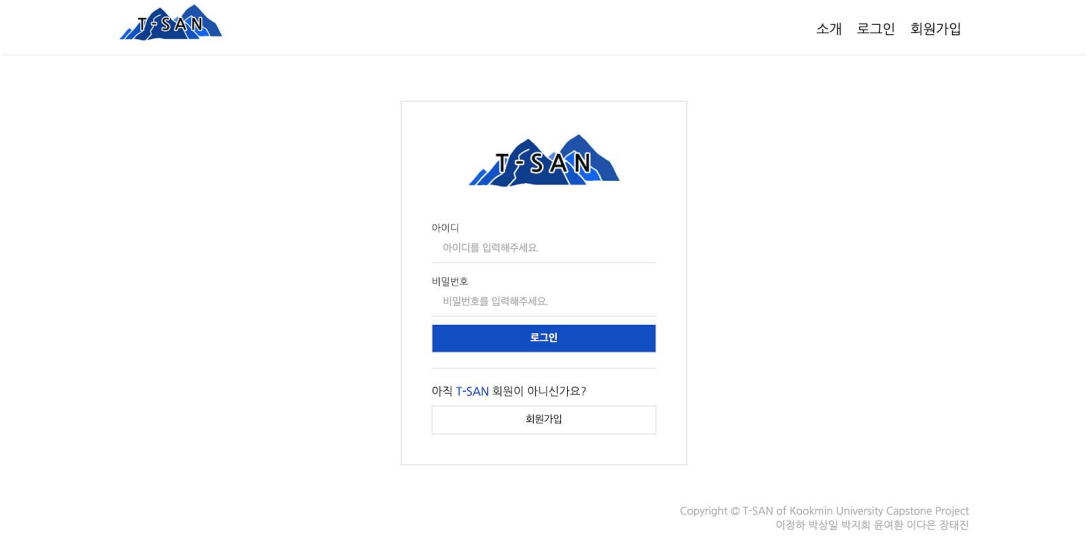 T-SAN
소개 로그인 회원가입
T-SAN
아이디
아이디를 입력해주세요.
비밀번호
비밀번호를 입력해주세요.
로그인
아직 T-SAN 회원이 아니신가요?
회원가입
Copyright © T-SAN of Kookmin University Capstone Project
이정하 박상일 박지희 윤여환 이다은 장태진